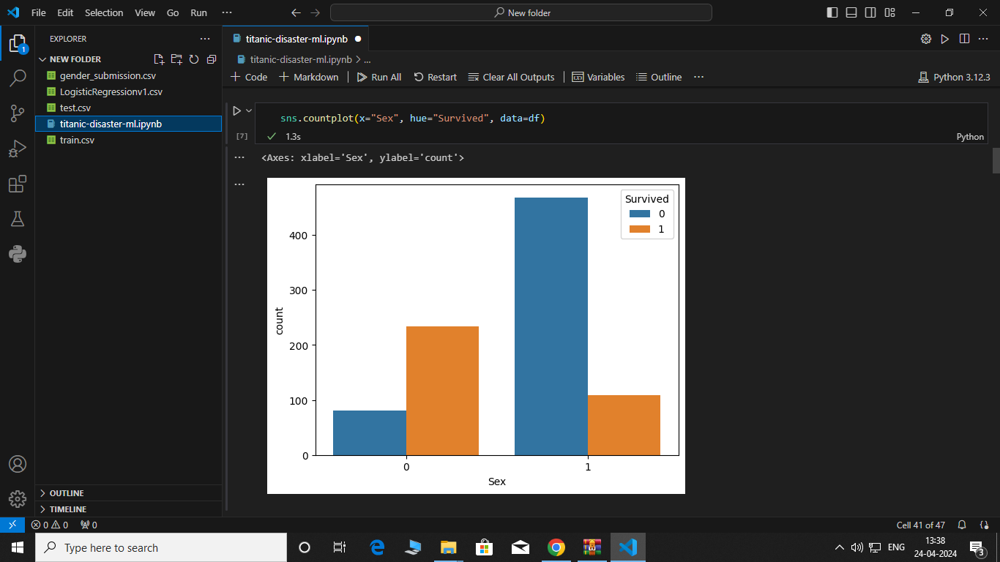 File Edit Selection View Go Run ···
New folder
EXPLORER ···
NEW FOLDER
gender_submission.csv
LogisticRegressionv1.csv
test.csv
titanic-disaster-ml.ipynb
train.csv
OUTLINE
TIMELINE
1
titanic-disaster-ml.ipynb
titanic-disaster-ml.ipynb > ...
+ Code + Markdown Run All Restart Clear All Outputs Variables Outline ··· Python 3.12.3
sns.countplot(x="Sex", hue="Survived", data=df)
[7] 1.3s Python
<Axes: xlabel='Sex', ylabel='count'>
Survived
0
1
400
300
200
100
0
count
0 1
Sex
0 0 0 Cell 41 of 47
Type here to search
ENG
13:38
24-04-2024
3